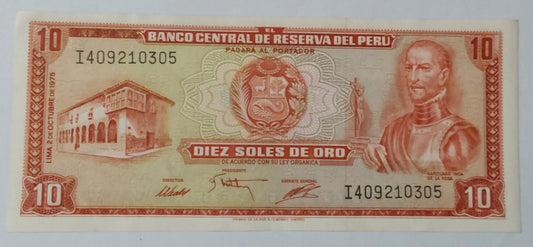 10
EL
BANCO CENTRAL DE RESERVA DEL PERU
10
PAGARA AL PORTADOR
I409210305
LIMA, 2 DE OCTUBRE DE 1975
DIEZ SOLES DE ORO
DE ACUERDO CON SU LEY ORGANICA
GARCILASO INCA
DE LA VEGA
DIRECTOR
PRESIDENTE
GERENTE GENERAL
10
I409210305
10